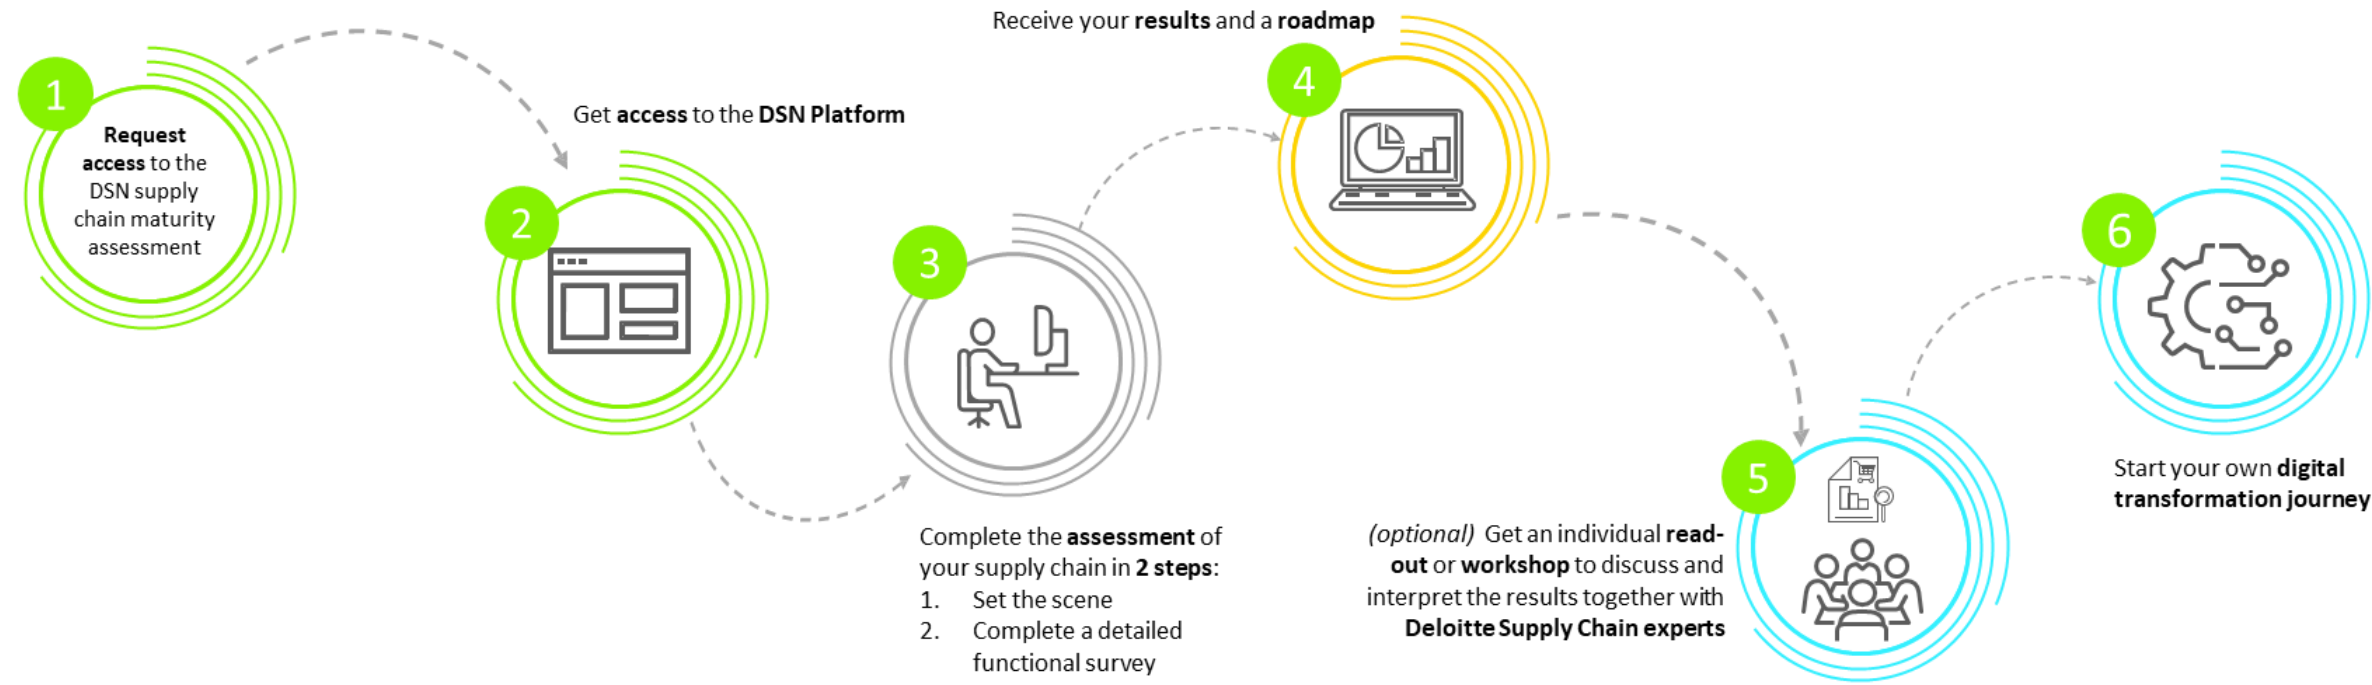 1
Request
access to the
DSN supply
chain maturity
assessment
2
Get access to the DSN Platform
3
Complete the assessment of
your supply chain in 2 steps:
1. Set the scene
2. Complete a detailed
functional survey
4
Receive your results and a roadmap
5
(optional) Get an individual read-
out or workshop to discuss and
interpret the results together with
Deloitte Supply Chain experts
6
Start your own digital
transformation journey